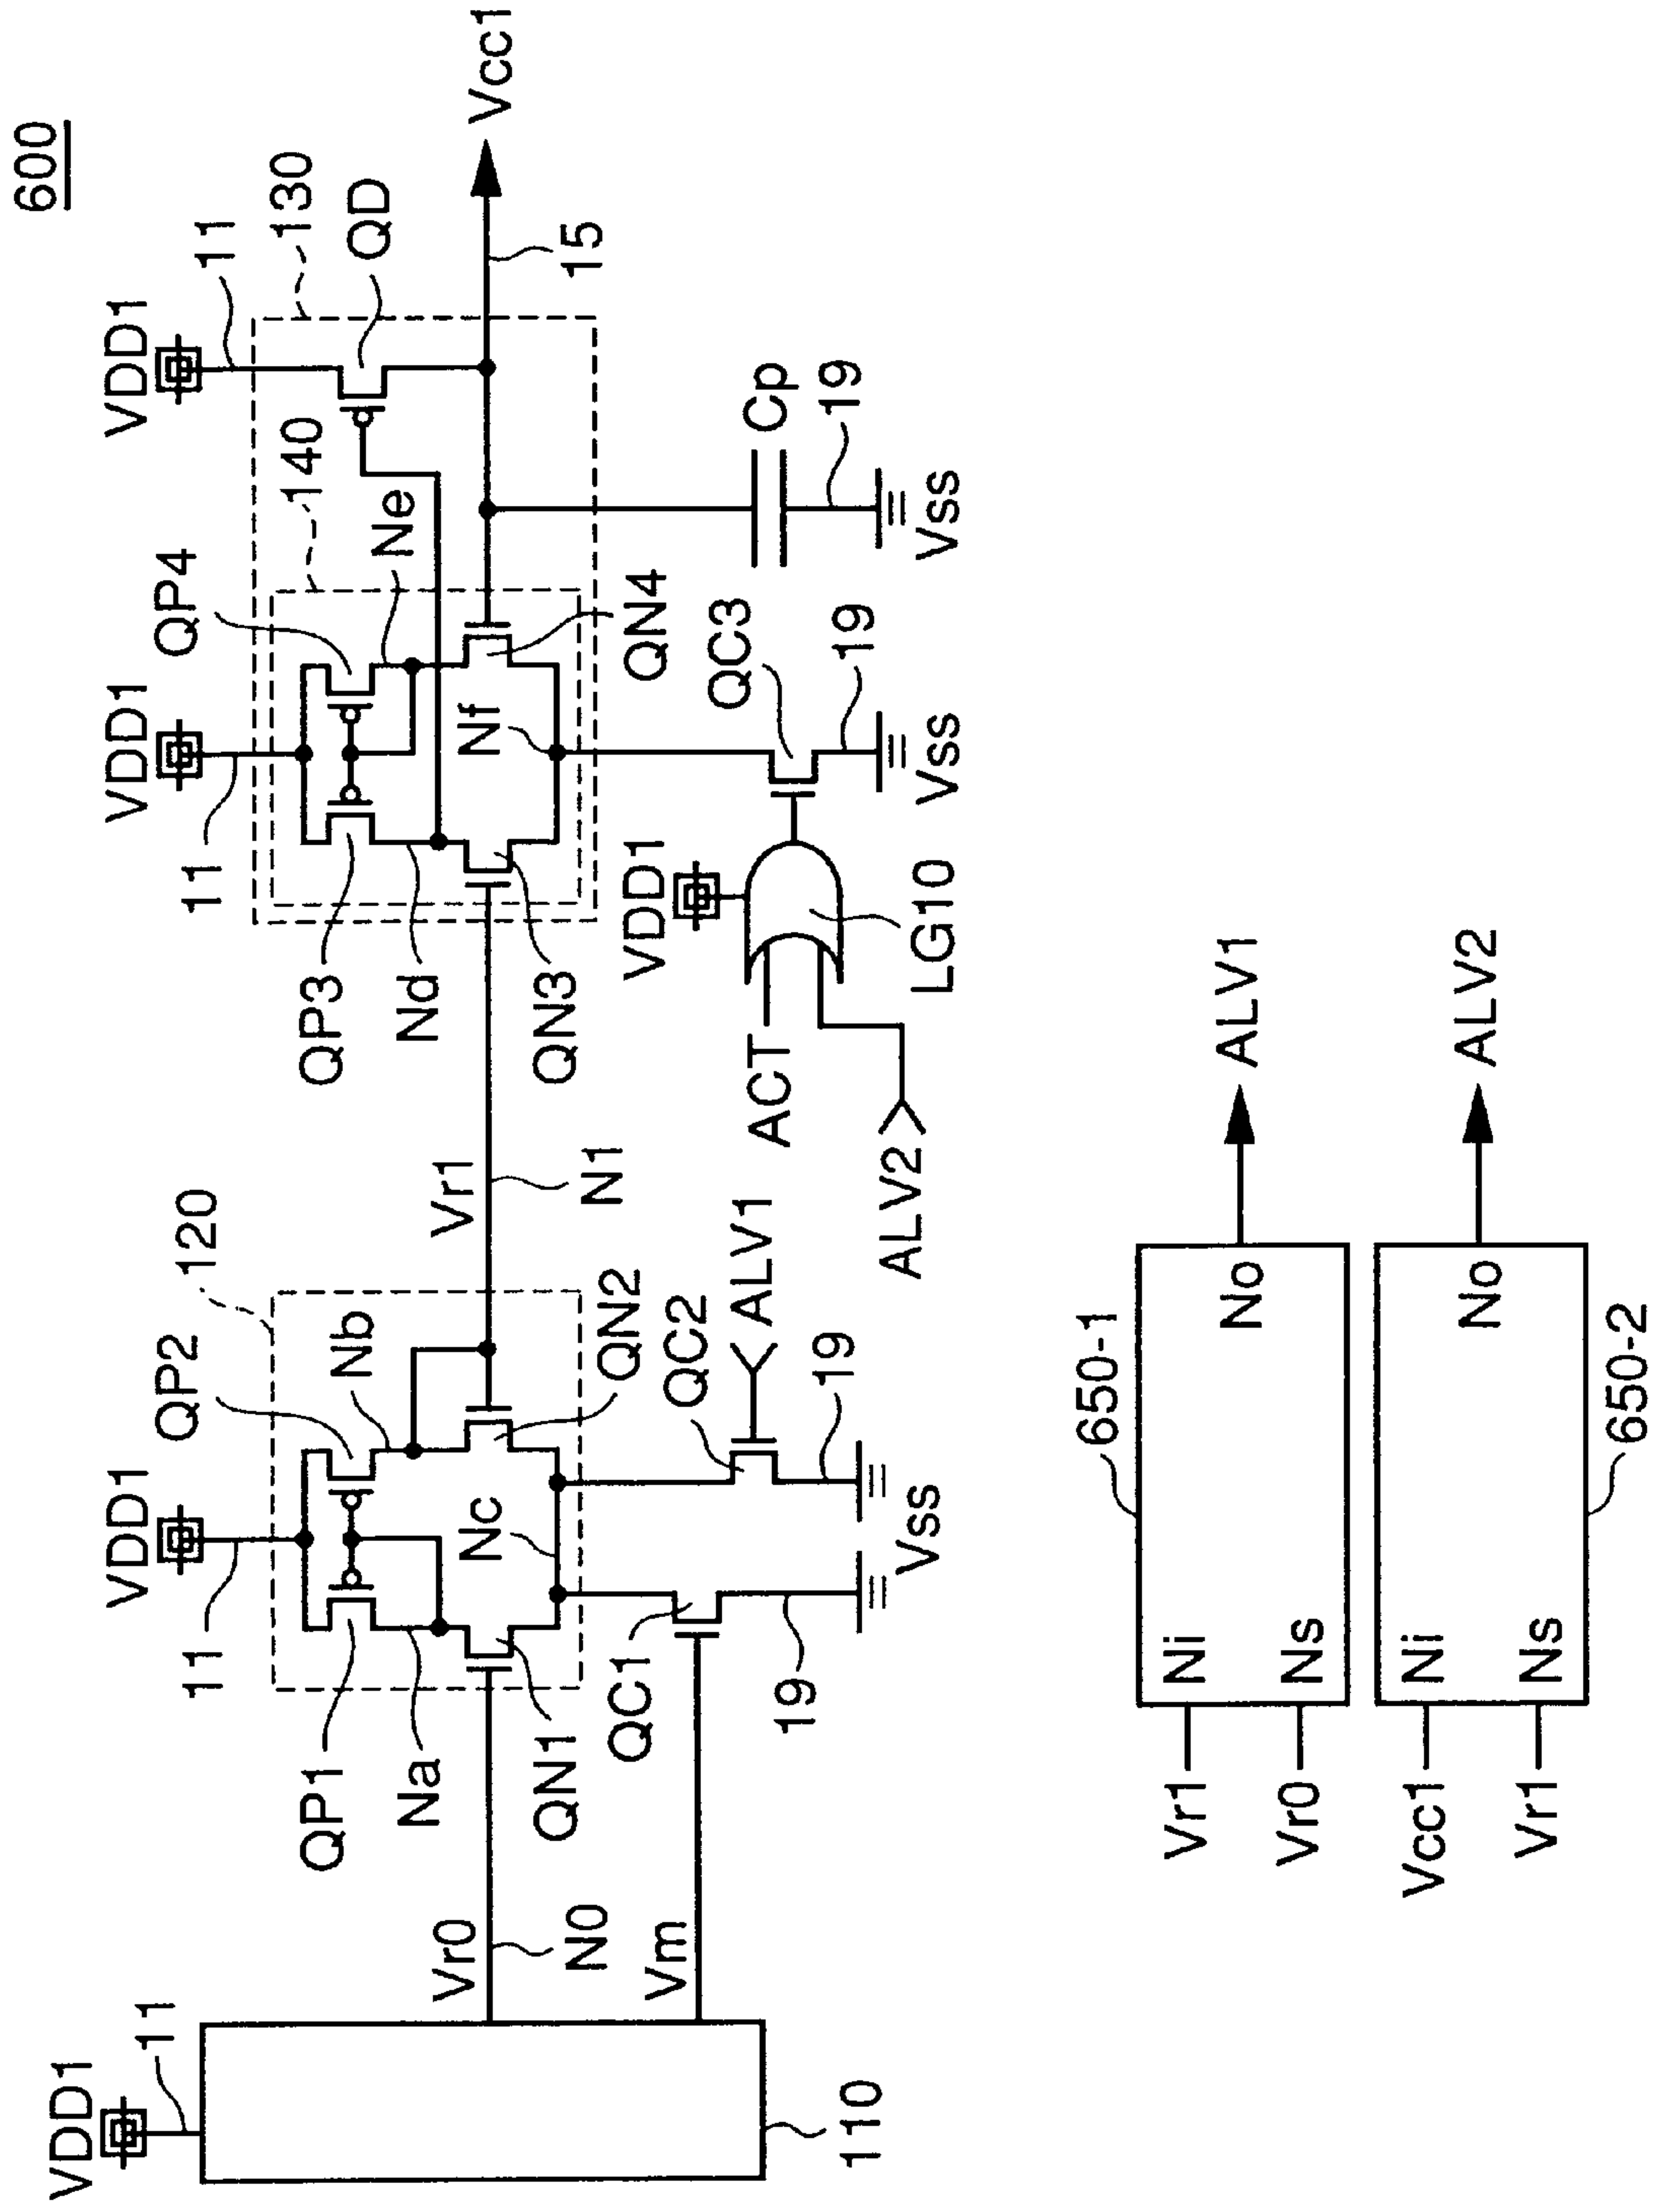 600
VDD1
11
110
Vr0
N0
Vm
VDD1
11
120
QP1
QP2
Na
Nb
Nc
QN1
QN2
QC1
QC2
ALV1
19
19
Vss
Vr1
N1
VDD1
11
140
130
QP3
QP4
Nd
Ne
Nf
QN3
QN4
VDD1
11
QD
15
Vcc1
Cp
19
Vss
QC3
19
Vss
VDD1
LG10
ACT
ALV2
650-1
Vr1
Ni
Vr0
Ns
No
ALV1
650-2
Vcc1
Ni
Vr1
Ns
No
ALV2